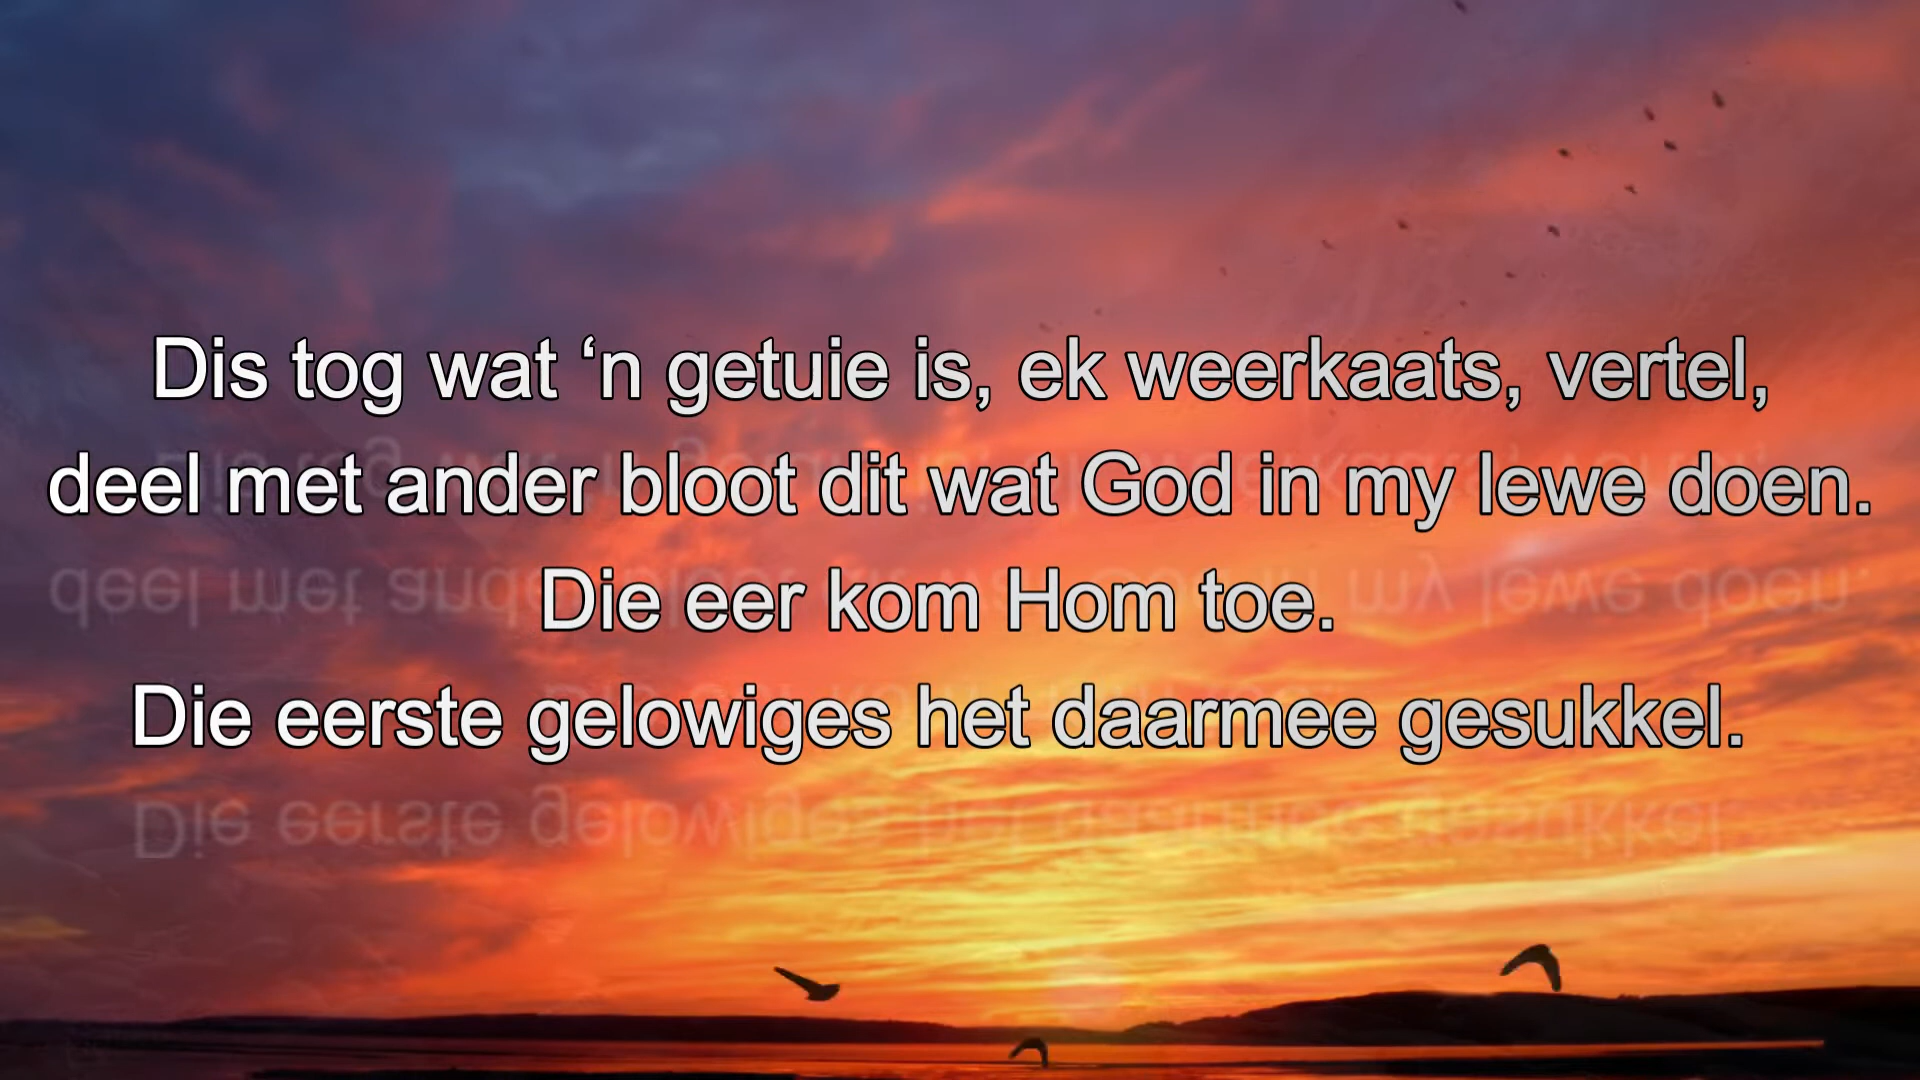 Dis tog wat ‘n getuie is, ek weerkaats, vertel,
deel met ander bloot dit wat God in my lewe doen.
Die eer kom Hom toe.
Die eerste gelowiges het daarmee gesukkel.